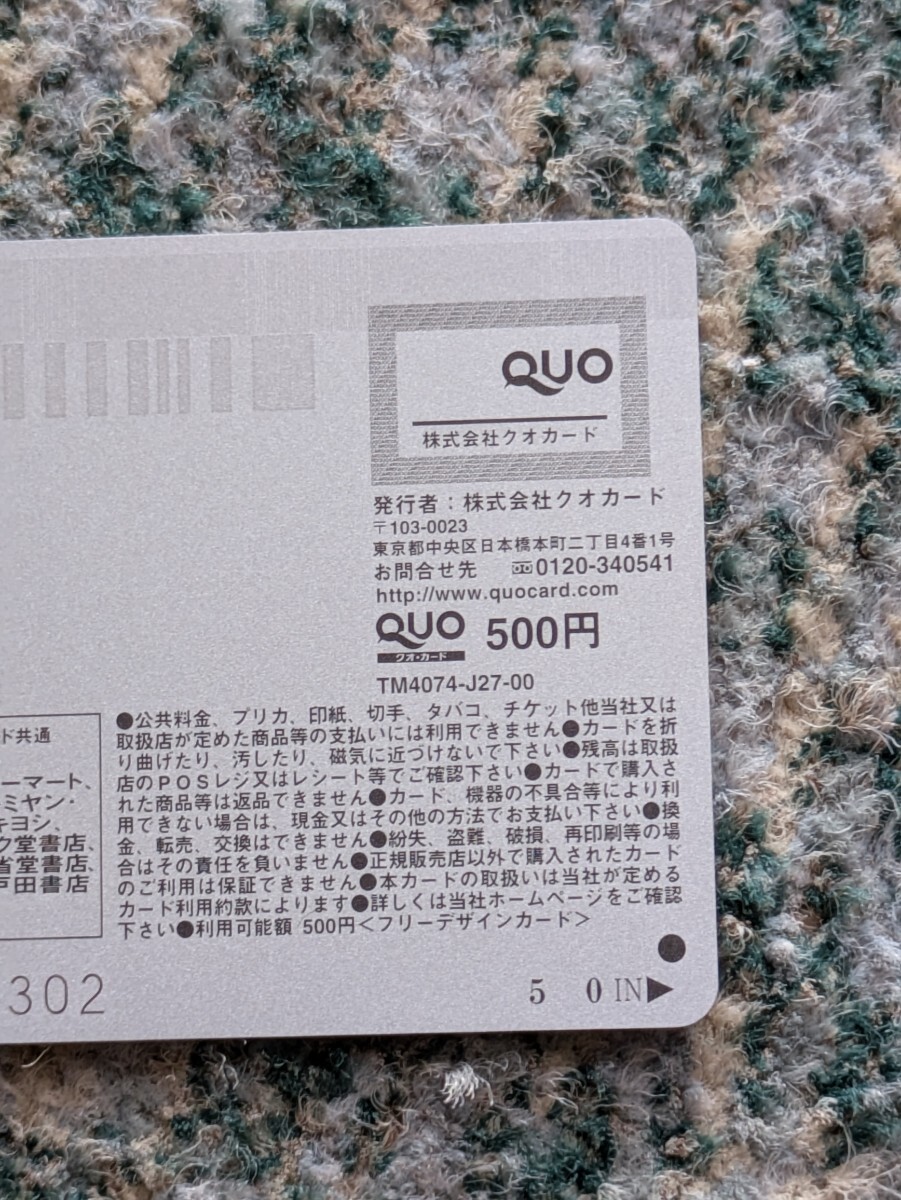 QUO
株式会社クオカード
発行者：株式会社クオカード
〒103-0023
東京都中央区日本橋本町二丁目4番1号
お問合せ先 0120-340541
http://www.quocard.com
QUO 500円
クオ・カード
TM4074-J27-00
●公共料金、プリカ、印紙、切手、タバコ、チケット他当社又は
取扱店が定めた商品等の支払いには利用できません●カードを折
り曲げたり、汚したり、磁気に近づけないで下さい●残高は取扱
店のPOSレジ又はレシート等でご確認下さい●カードで購入さ
れた商品等は返品できません●カード、機器の不具合等により利
用できない場合は、現金又はその他の方法でお支払い下さい●換
金、転売、交換はできません●紛失、盗難、破損、再印刷等の場
合はその責任を負いません●正規販売店以外で購入されたカード
のご利用は保証できません●本カードの取扱いは当社が定める
カード利用約款によります●詳しくは当社ホームページをご確認
下さい●利用可能額 500円＜フリーデザインカード＞
ド共通
ーマート、
ミヤン・
キヨシ、
ク堂書店、
省堂書店、
戸田書店
302
5 0 IN▶